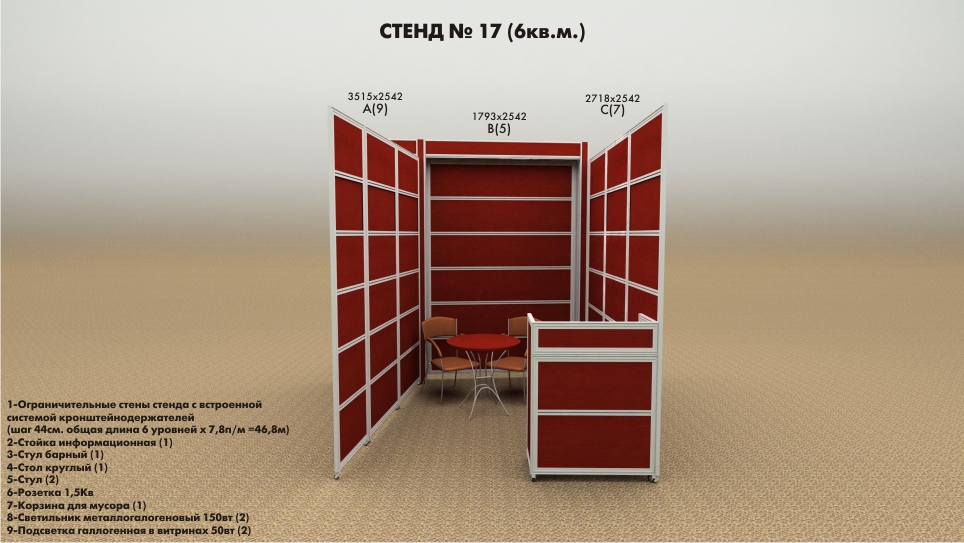 СТЕНД № 17 (6кв.м.)
3515x2542
A(9)
1793x2542
B(5)
2718x2542
C(7)
1-Ограничительные стены стенда с встроенной
системой кронштейнодержателей
(шаг 44см. общая длина 6 уровней х 7,8п/м =46,8м)
2-Стойка информационная (1)
3-Стул барный (1)
4-Стол круглый (1)
5-Стул (2)
6-Розетка 1,5Кв
7-Корзина для мусора (1)
8-Светильник металлогалогеновый 150вт (2)
9-Подсветка галлогенная в витринах 50вт (2)